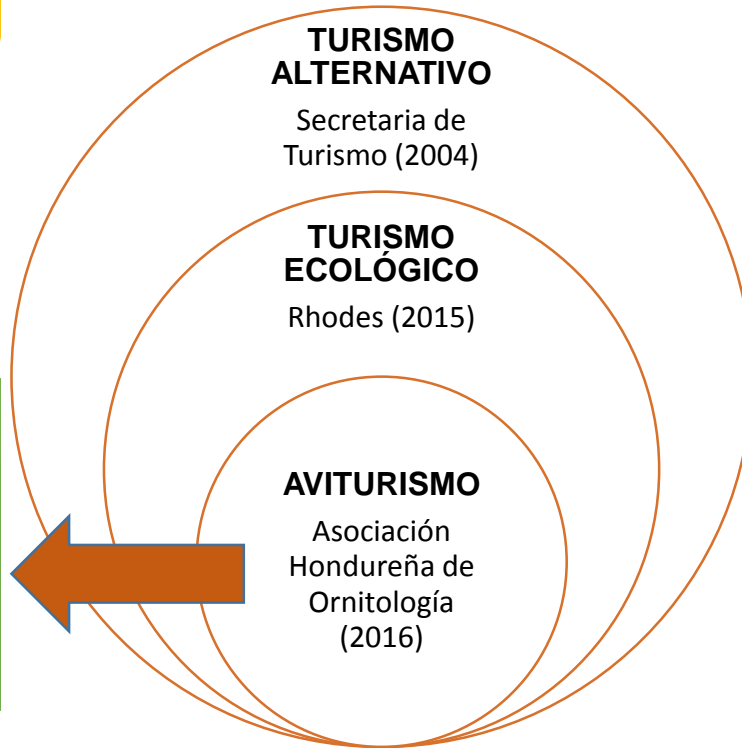 TURISMO
ALTERNATIVO
Secretaria de
Turismo (2004)
TURISMO
ECOLÓGICO
Rhodes (2015)
AVITURISMO
Asociación
Hondureña de
Ornitología
(2016)